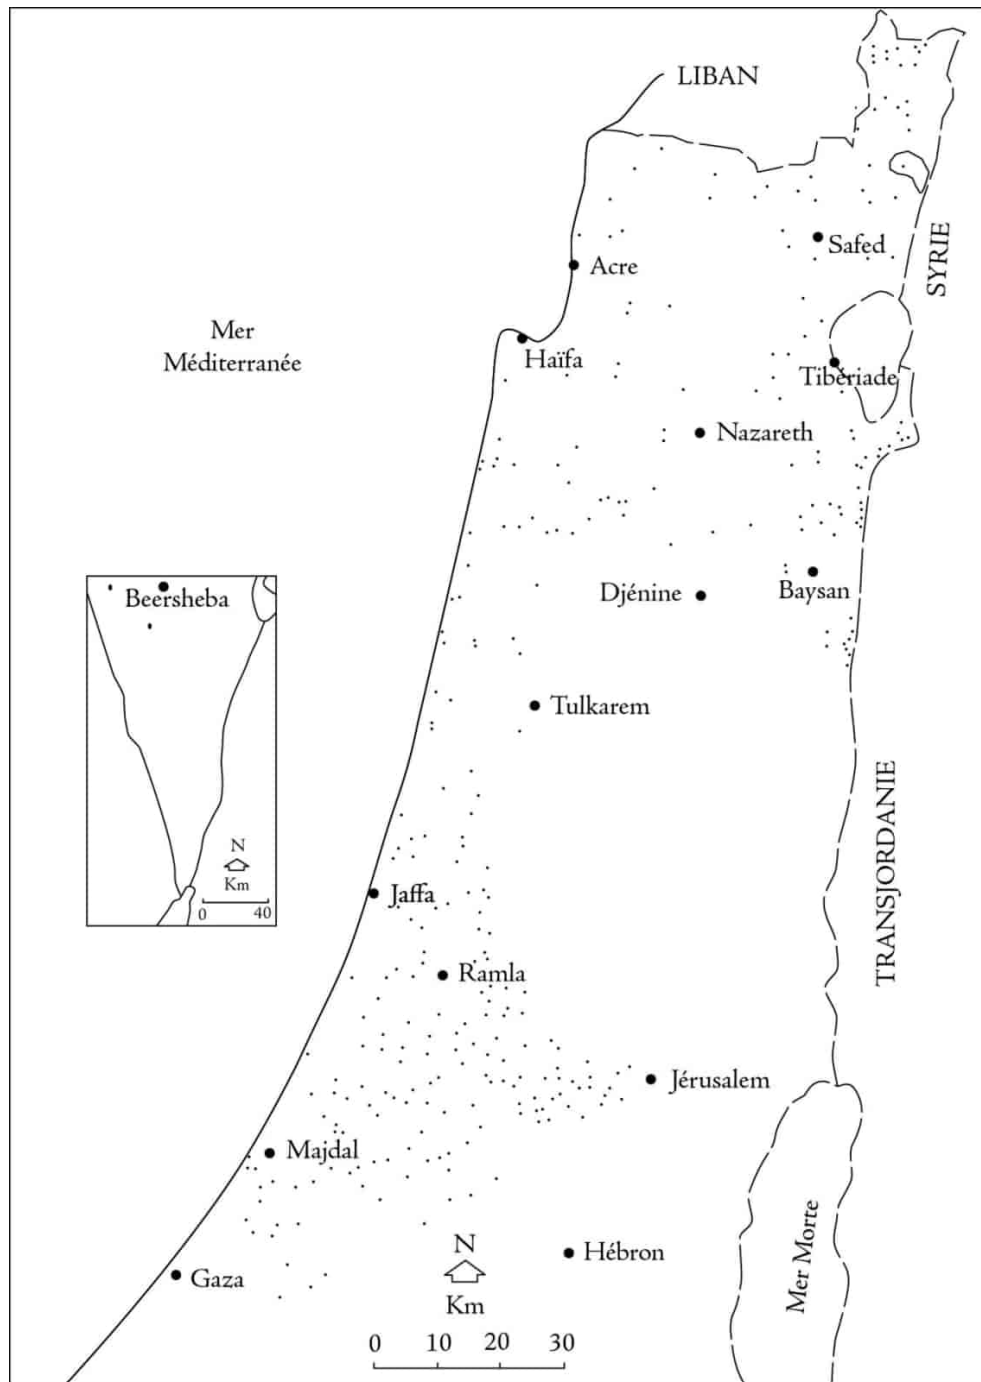 LIBAN
SYRIE
Safed
Acre
Mer
Méditerranée
Haïfa
Tibériade
Nazareth
Beersheba
Djénine
Baysan
Tulkarem
TRANSJORDANIE
N
Km
0 40
Jaffa
Ramla
Jérusalem
Majdal
Mer Morte
Hébron
Gaza
N
Km
0 10 20 30